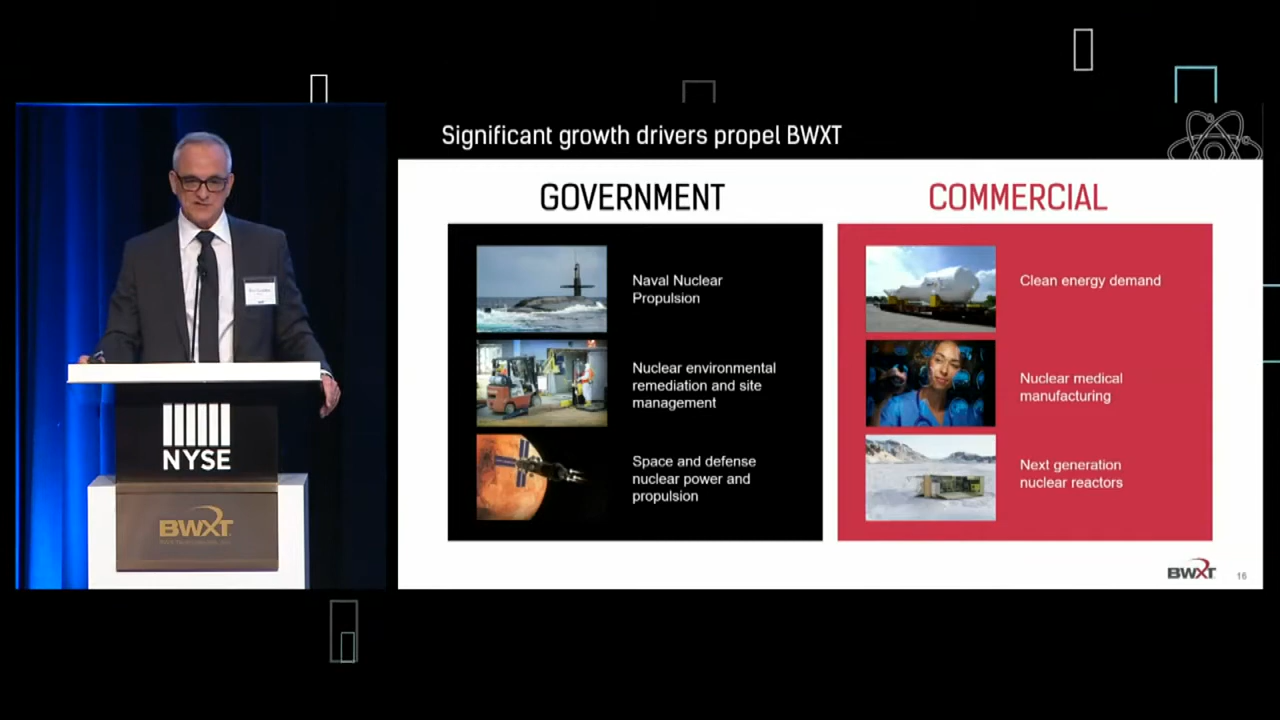 Significant growth drivers propel BWXT
GOVERNMENT
Naval Nuclear
Propulsion
Nuclear environmental
remediation and site
management
Space and defense
nuclear power and
propulsion
COMMERCIAL
Clean energy demand
Nuclear medical
manufacturing
Next generation
nuclear reactors
BWXT
16
NYSE
BWXT